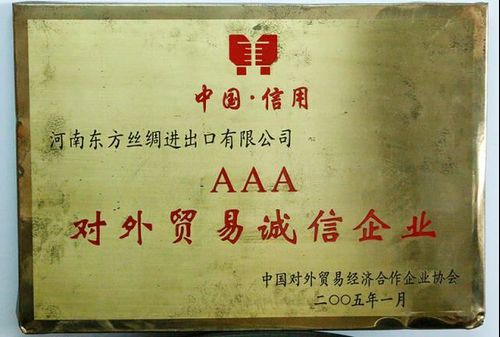 中国·信用
河南东方丝绸进出口有限公司
AAA
对外贸易诚信企业
中国对外贸易经济合作企业协会
二〇〇五年一月